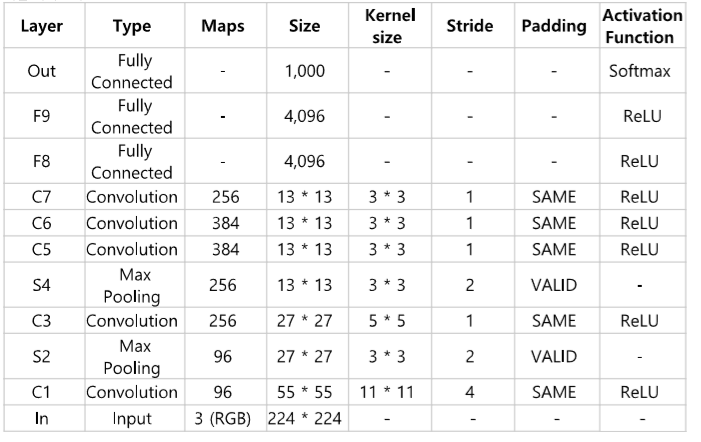 Layer Type Maps Size Kernel size Stride Padding Activation Function
Out Fully Connected - 1,000 - - - Softmax
F9 Fully Connected - 4,096 - - - ReLU
F8 Fully Connected - 4,096 - - - ReLU
C7 Convolution 256 13 * 13 3 * 3 1 SAME ReLU
C6 Convolution 384 13 * 13 3 * 3 1 SAME ReLU
C5 Convolution 384 13 * 13 3 * 3 1 SAME ReLU
S4 Max Pooling 256 13 * 13 3 * 3 2 VALID -
C3 Convolution 256 27 * 27 5 * 5 1 SAME ReLU
S2 Max Pooling 96 27 * 27 3 * 3 2 VALID -
C1 Convolution 96 55 * 55 11 * 11 4 SAME ReLU
In Input 3 (RGB) 224 * 224 - - - -